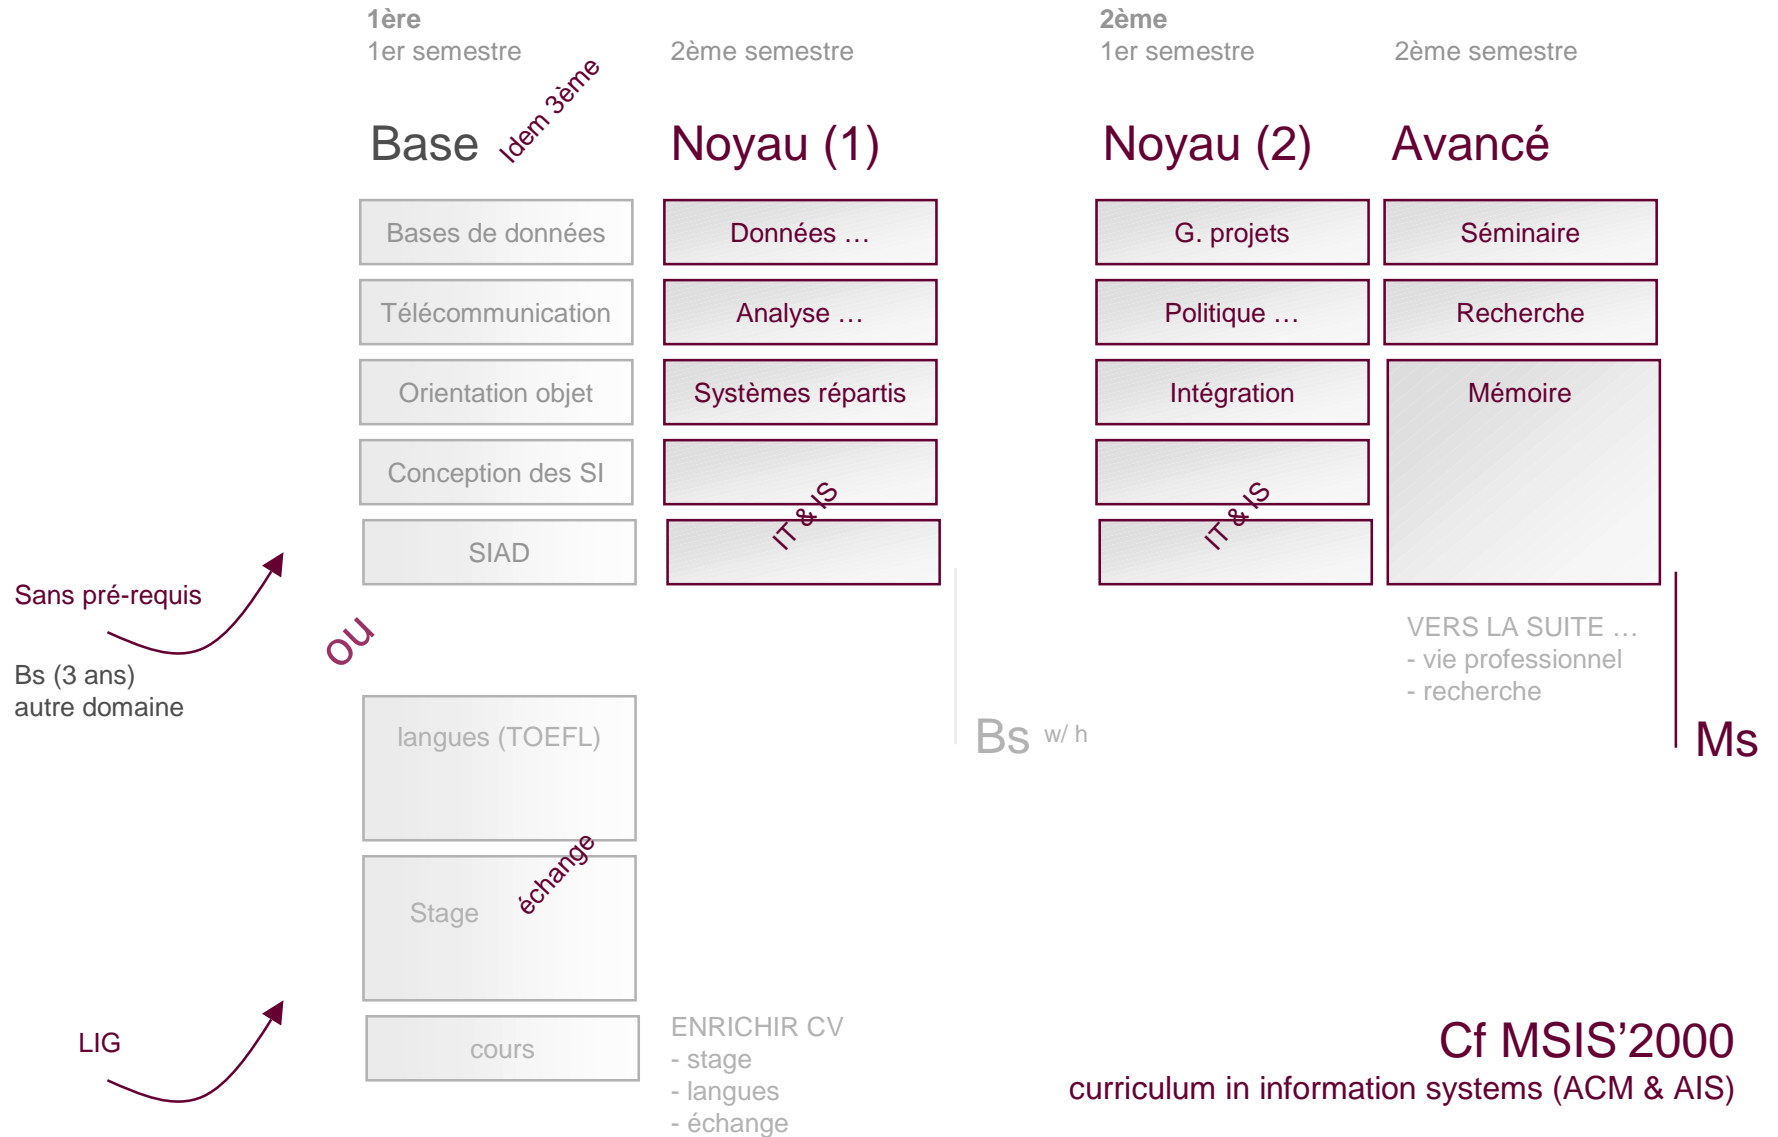 1ère
1er semestre
2ème semestre
2ème
1er semestre
2ème semestre
Base
Idem 3ème
Noyau (1)
Noyau (2)
Avancé
Bases de données
Données …
G. projets
Séminaire
Télécommunication
Analyse …
Politique …
Recherche
Orientation objet
Systèmes répartis
Intégration
Mémoire
Conception des SI
IT & IS
IT & IS
SIAD
Sans pré-requis
Bs (3 ans)
autre domaine
ou
VERS LA SUITE …
- vie professionnel
- recherche
langues (TOEFL)
Bs w/ h
Ms
Stage
échange
LIG
cours
ENRICHIR CV
- stage
- langues
- échange
Cf MSIS’2000
curriculum in information systems (ACM & AIS)